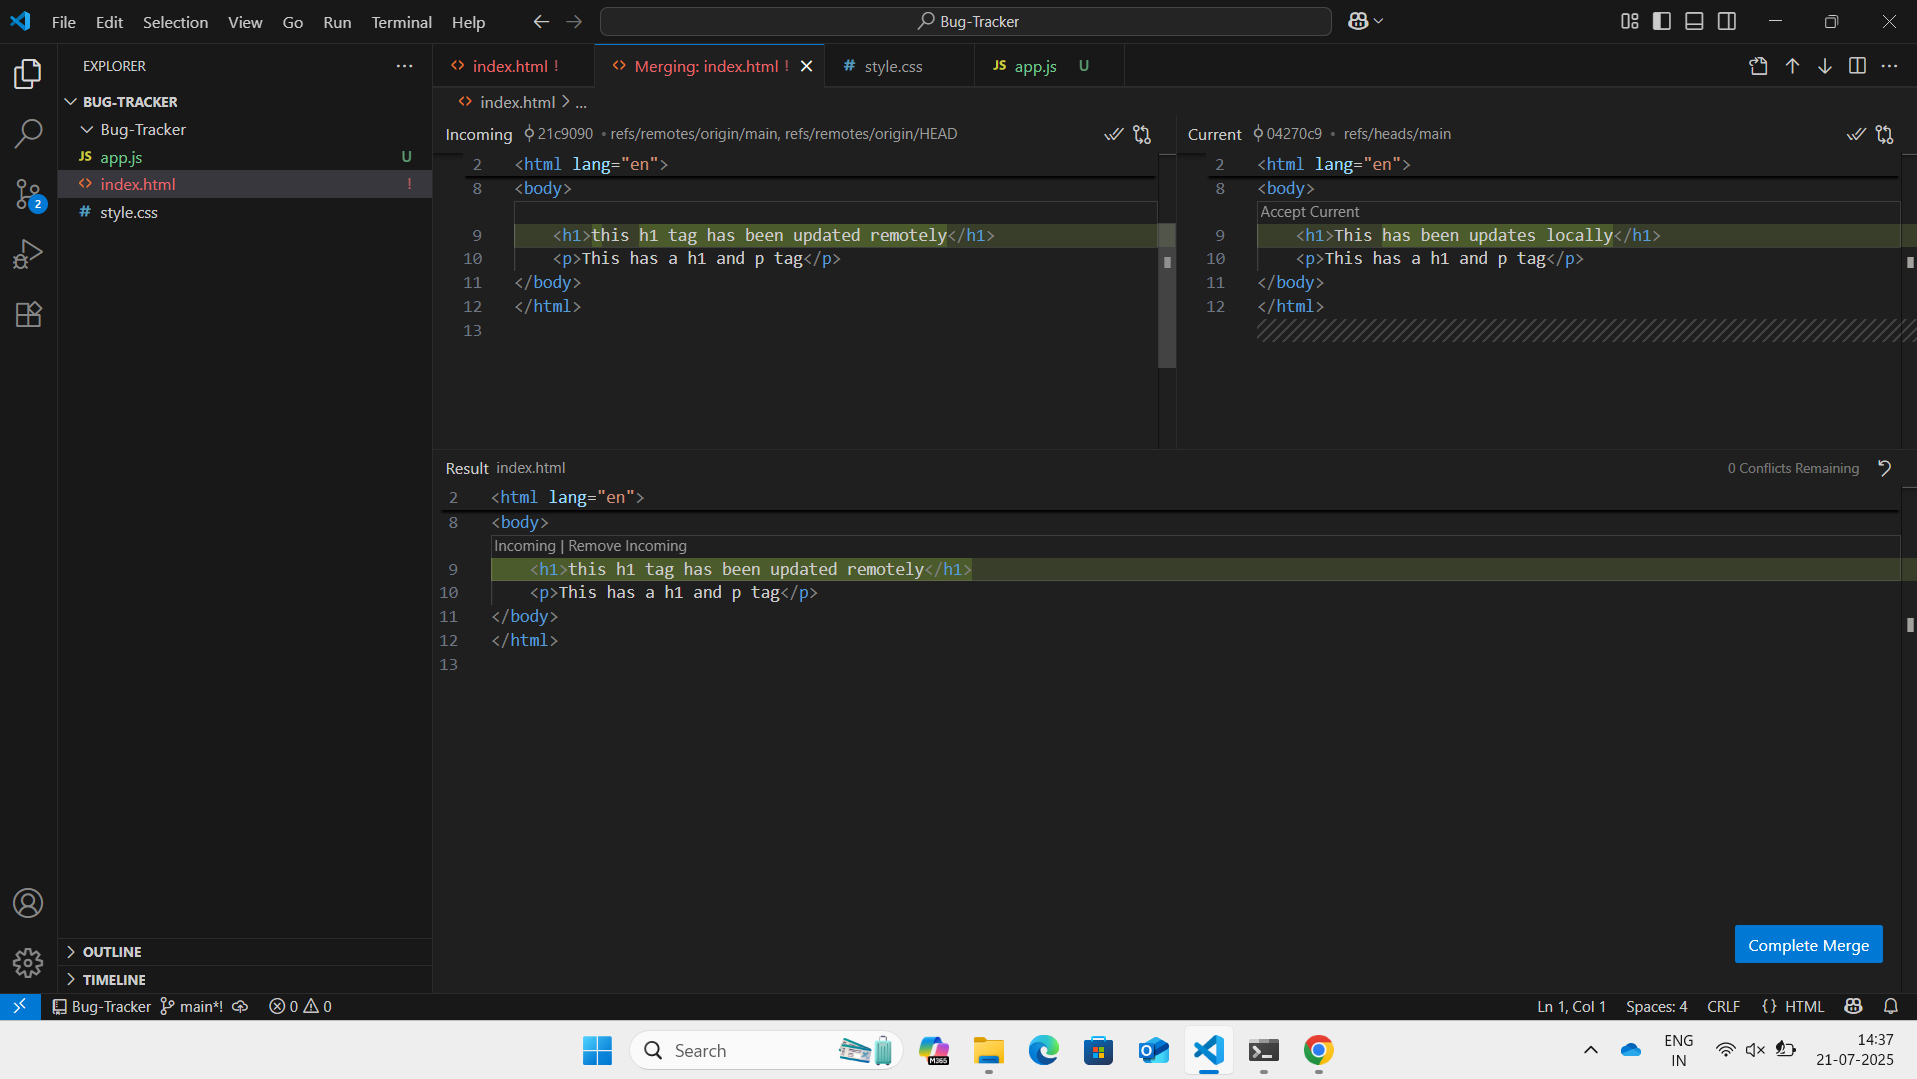 File Edit Selection View Go Run Terminal Help
Bug-Tracker
EXPLORER
BUG-TRACKER
Bug-Tracker
JS app.js U
<> index.html !
# style.css
OUTLINE
TIMELINE
2
<> index.html !
<> Merging: index.html !
# style.css
JS app.js U
<> index.html > ...
Incoming 21c9090 • refs/remotes/origin/main, refs/remotes/origin/HEAD
2 <html lang="en">
8 <body>
9 <h1>this h1 tag has been updated remotely</h1>
10 <p>This has a h1 and p tag</p>
11 </body>
12 </html>
13
Current 04270c9 • refs/heads/main
2 <html lang="en">
8 <body>
Accept Current
9 <h1>This has been updates locally</h1>
10 <p>This has a h1 and p tag</p>
11 </body>
12 </html>
Result index.html
0 Conflicts Remaining
2 <html lang="en">
8 <body>
Incoming | Remove Incoming
9 <h1>this h1 tag has been updated remotely</h1>
10 <p>This has a h1 and p tag</p>
11 </body>
12 </html>
13
Complete Merge
Bug-Tracker main*! 0 0
Ln 1, Col 1 Spaces: 4 CRLF {} HTML
Search
M365
ENG
IN
14:37
21-07-2025